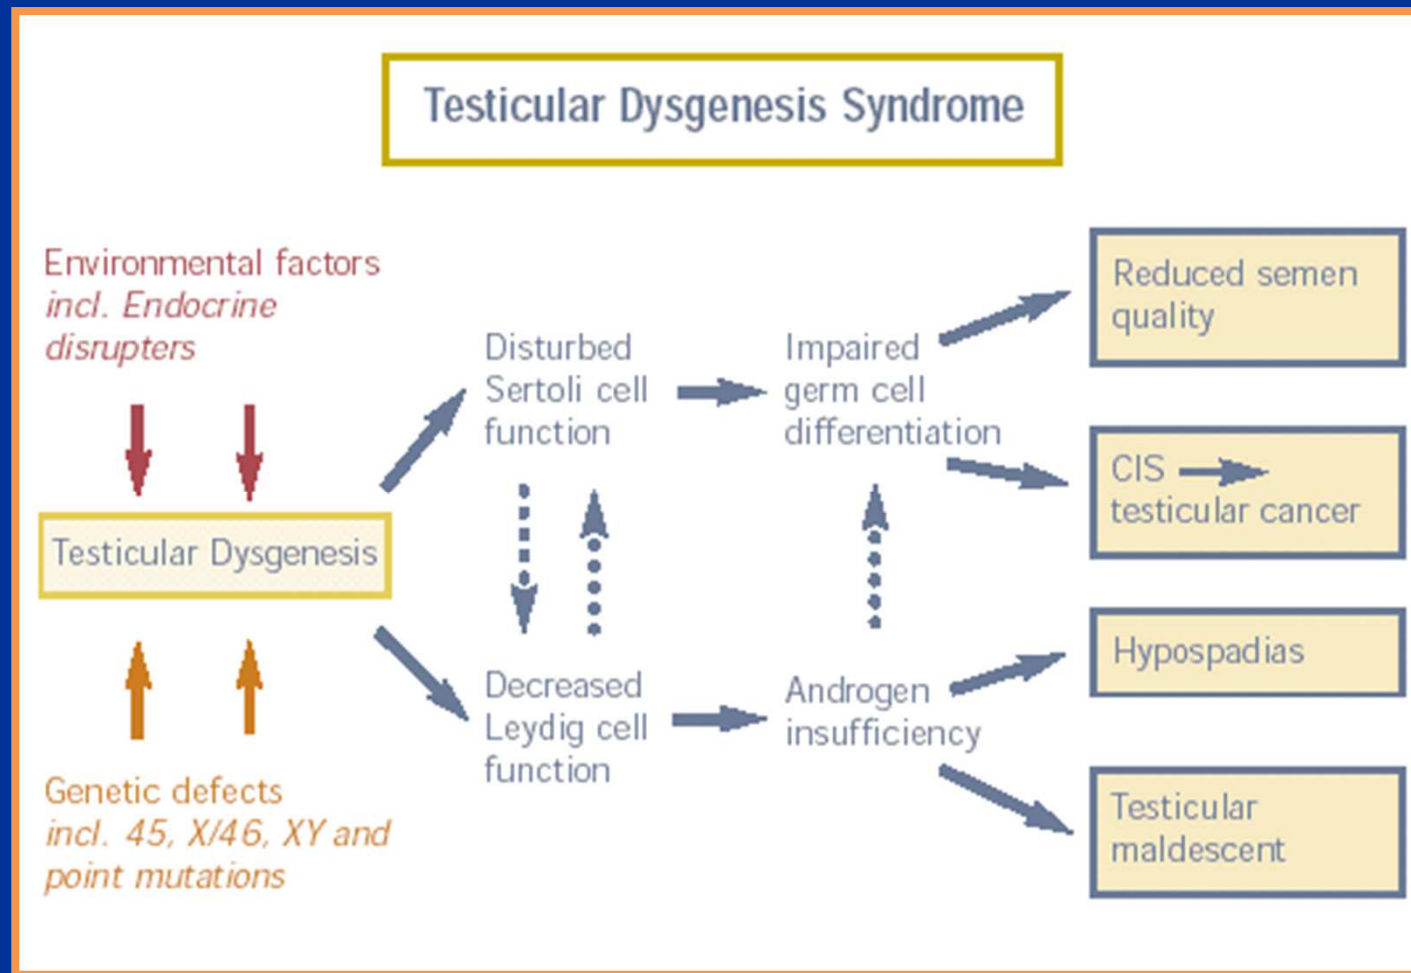 Testicular Dysgenesis Syndrome
Environmental factors
incl. Endocrine
disrupters
Testicular Dysgenesis
Genetic defects
incl. 45, X/46, XY and
point mutations
Disturbed
Sertoli cell
function
Decreased
Leydig cell
function
Impaired
germ cell
differentiation
Androgen
insufficiency
Reduced semen
quality
CIS
testicular cancer
Hypospadias
Testicular
maldescent